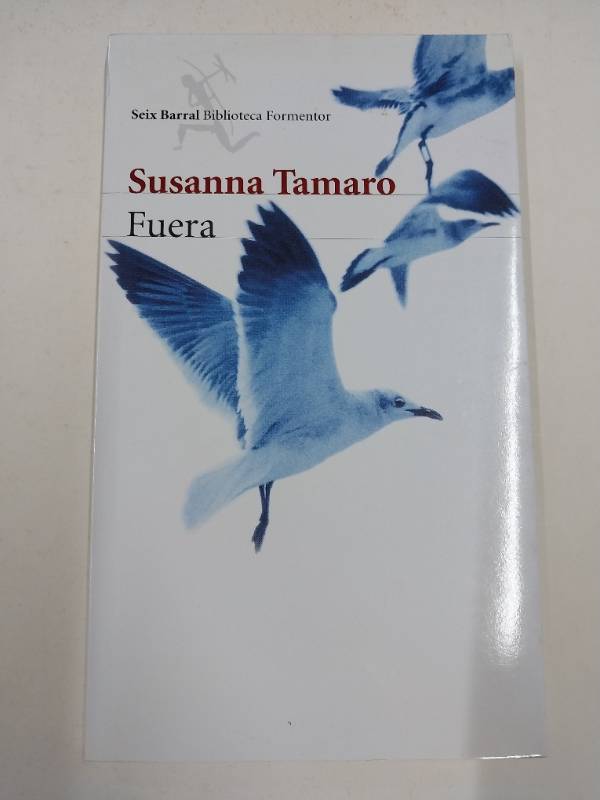 Seix Barral Biblioteca Formentor
Susanna Tamaro
Fuera